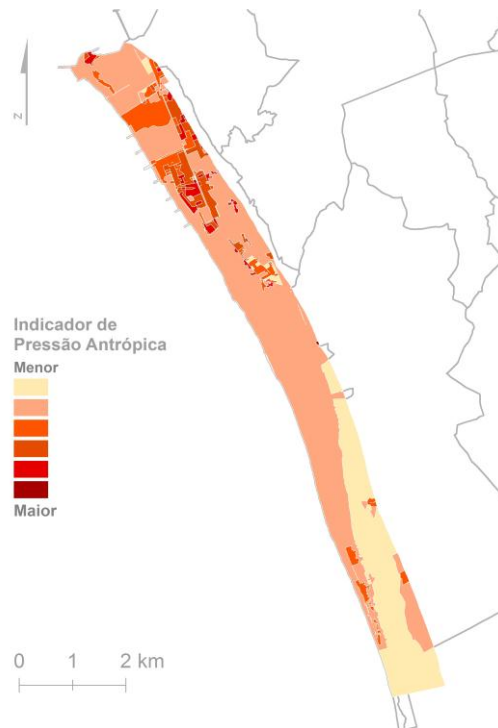 N
Indicador de
Pressão Antrópica
Menor
Maior
0 1 2 km